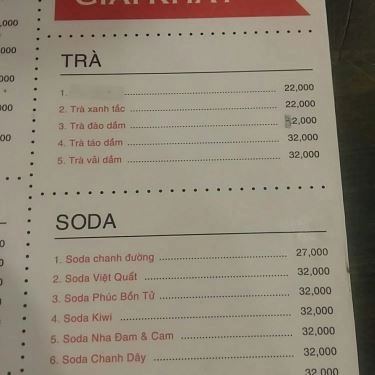 GIẢI KHÁT
TRÀ
1. 22,000
2. Trà xanh tắc 22,000
3. Trà đào dầm 2,000
4. Trà táo dầm 32,000
5. Trà vải dầm 32,000
SODA
1. Soda chanh đường 27,000
2. Soda Việt Quất 32,000
3. Soda Phúc Bồn Tử 32,000
4. Soda Kiwi 32,000
5. Soda Nha Đam & Cam 32,000
6. Soda Chanh Dây 32,000
32,000